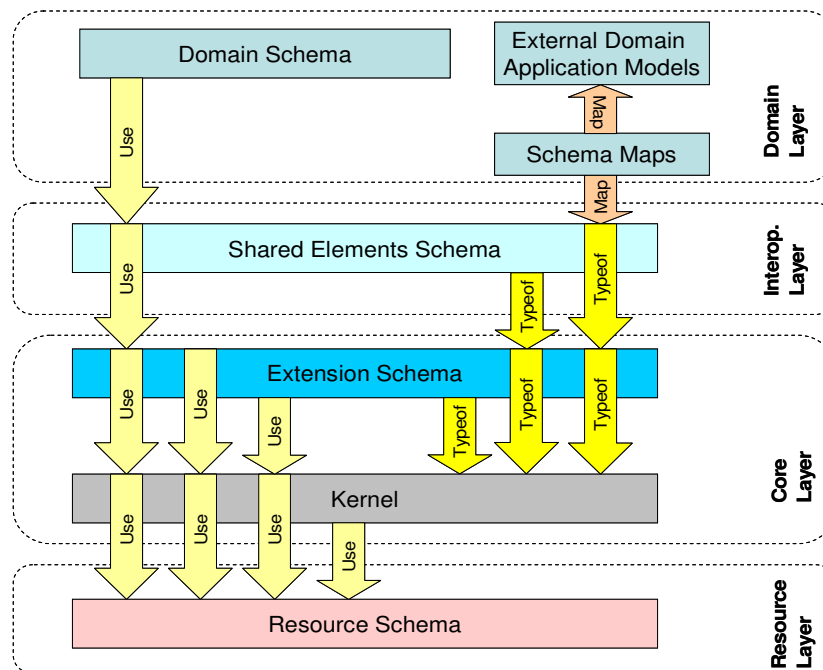 Domain Schema
External Domain
Application Models
Use
Map
Schema Maps
Map
Domain
Layer
Use
Shared Elements Schema
Typeof
Typeof
Interop.
Layer
Extension Schema
Use
Use
Use
Typeof
Typeof
Typeof
Kernel
Core
Layer
Use
Use
Use
Use
Resource Schema
Resource
Layer